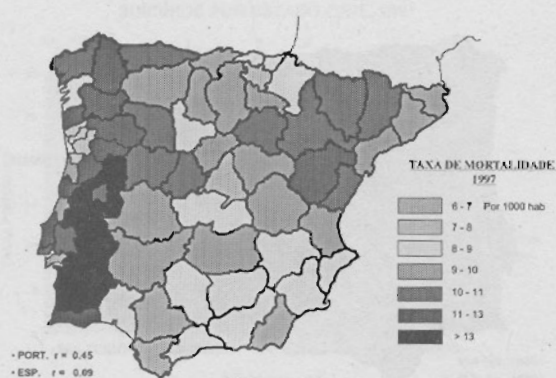 TAXA DE MORTALIDADE
1997
6 - 7 Por 1000 hab
7 - 8
8 - 9
9 - 10
10 - 11
11 - 13
> 13
• PORT. r = 0.45
• ESP. r = 0.09